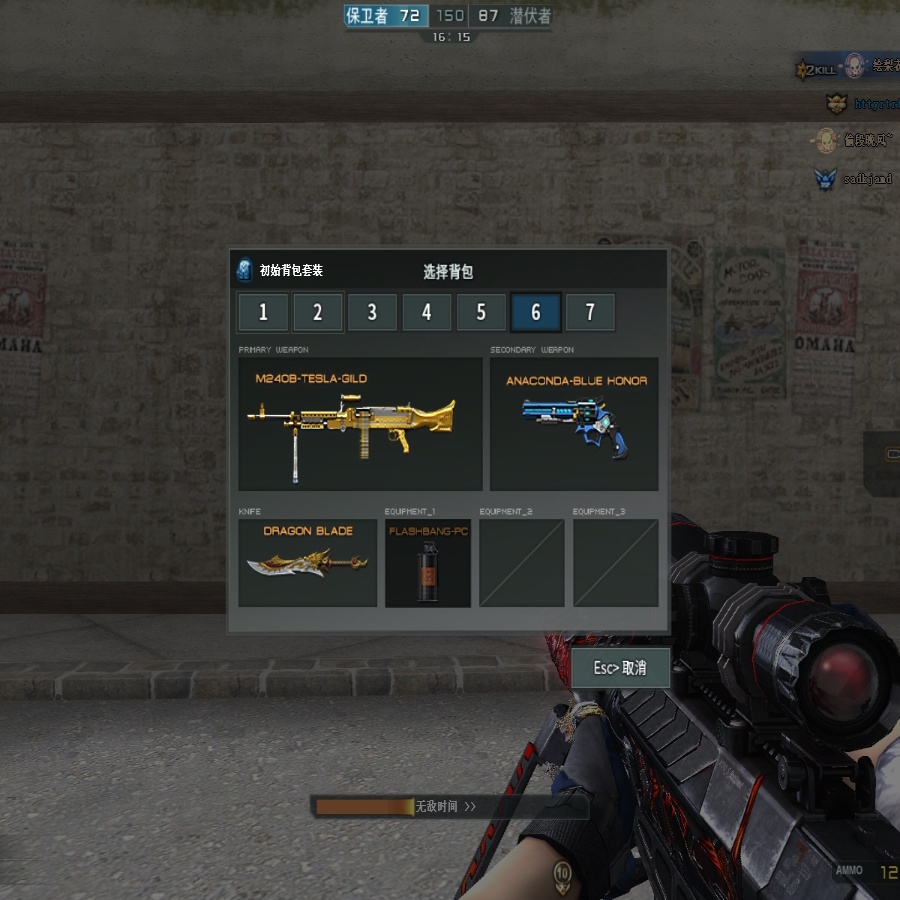 保卫者 72 150 87 潜伏者
16:15
2KILL
sadhjamd
初始背包套装
选择背包
1 2 3 4 5 6 7
PRIMARY WEAPON SECONDARY WEAPON
M240B-TESLA-GILD
ANACONDA-BLUE HONOR
KNIFE EQUIPMENT_1 EQUIPMENT_2 EQUIPMENT_3
DRAGON BLADE
FLASHBANG-PC
OMAHA
Esc>取消
无敌时间 >>
10
AMMO 12